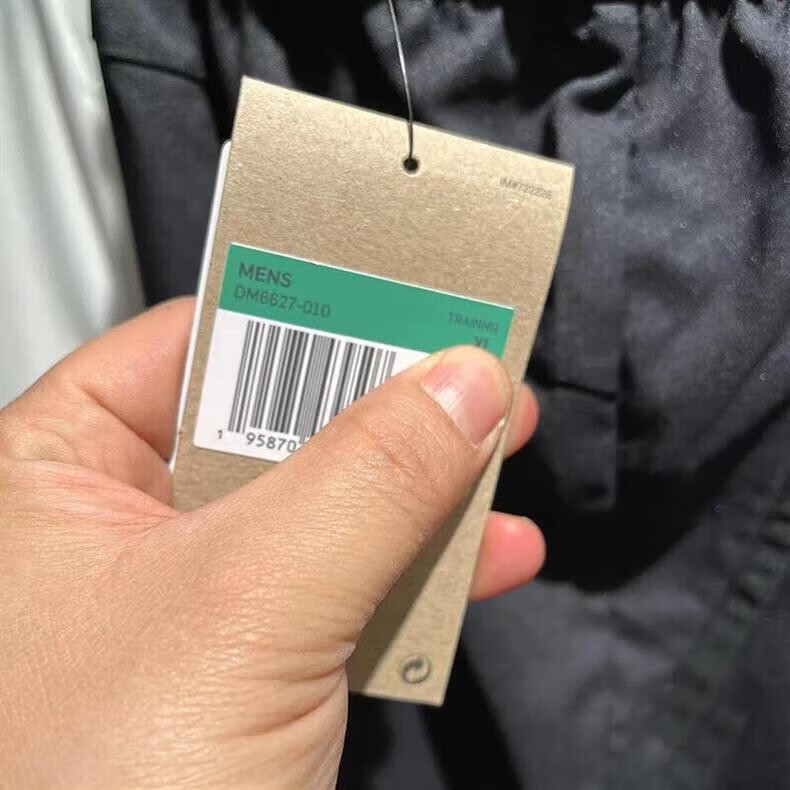 MENS
DM6627-010
TRAINING
XL
1 95870